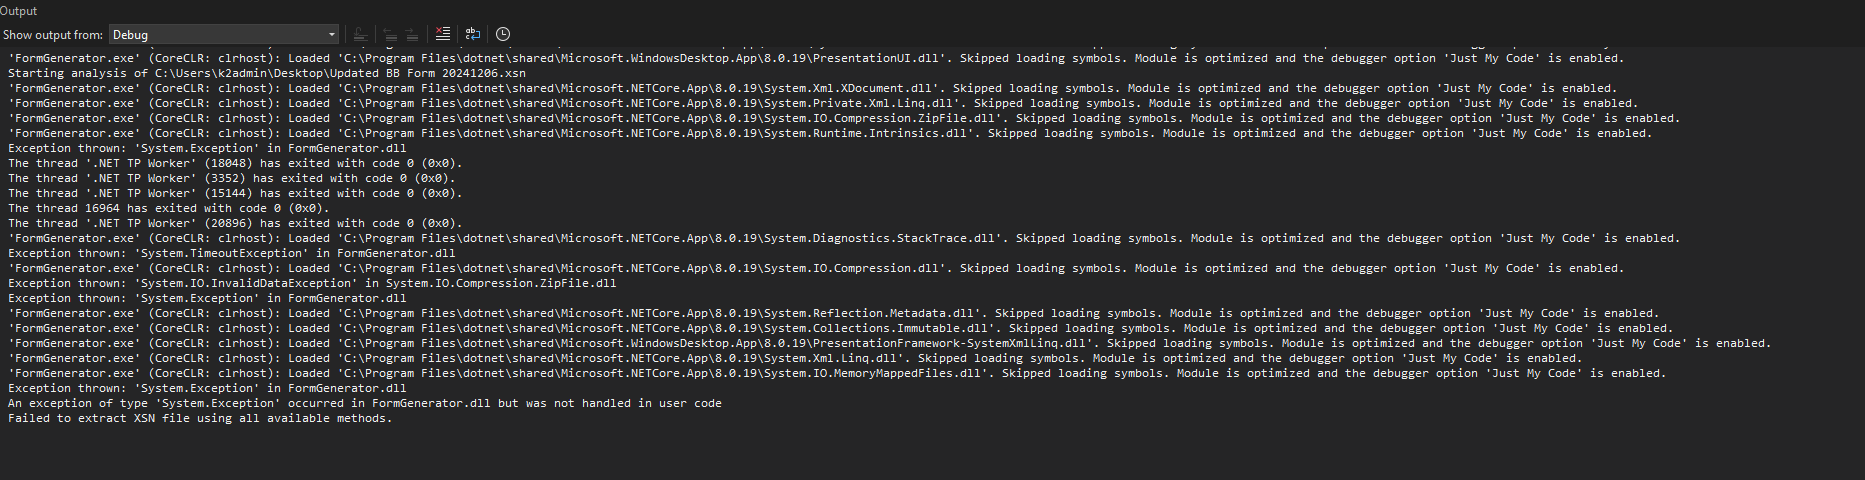 Output
Show output from: Debug
'FormGenerator.exe' (CoreCLR: clrhost): Loaded 'C:\Program Files\dotnet\shared\Microsoft.WindowsDesktop.App\8.0.19\PresentationUI.dll'. Skipped loading symbols. Module is optimized and the debugger option 'Just My Code' is enabled.
Starting analysis of C:\Users\k2admin\Desktop\Updated BB Form 20241206.xsn
'FormGenerator.exe' (CoreCLR: clrhost): Loaded 'C:\Program Files\dotnet\shared\Microsoft.NETCore.App\8.0.19\System.Xml.XDocument.dll'. Skipped loading symbols. Module is optimized and the debugger option 'Just My Code' is enabled.
'FormGenerator.exe' (CoreCLR: clrhost): Loaded 'C:\Program Files\dotnet\shared\Microsoft.NETCore.App\8.0.19\System.Private.Xml.Linq.dll'. Skipped loading symbols. Module is optimized and the debugger option 'Just My Code' is enabled.
'FormGenerator.exe' (CoreCLR: clrhost): Loaded 'C:\Program Files\dotnet\shared\Microsoft.NETCore.App\8.0.19\System.IO.Compression.ZipFile.dll'. Skipped loading symbols. Module is optimized and the debugger option 'Just My Code' is enabled.
'FormGenerator.exe' (CoreCLR: clrhost): Loaded 'C:\Program Files\dotnet\shared\Microsoft.NETCore.App\8.0.19\System.Runtime.Intrinsics.dll'. Skipped loading symbols. Module is optimized and the debugger option 'Just My Code' is enabled.
Exception thrown: 'System.Exception' in FormGenerator.dll
The thread '.NET TP Worker' (18048) has exited with code 0 (0x0).
The thread '.NET TP Worker' (3352) has exited with code 0 (0x0).
The thread '.NET TP Worker' (15144) has exited with code 0 (0x0).
The thread 16964 has exited with code 0 (0x0).
The thread '.NET TP Worker' (20896) has exited with code 0 (0x0).
'FormGenerator.exe' (CoreCLR: clrhost): Loaded 'C:\Program Files\dotnet\shared\Microsoft.NETCore.App\8.0.19\System.Diagnostics.StackTrace.dll'. Skipped loading symbols. Module is optimized and the debugger option 'Just My Code' is enabled.
Exception thrown: 'System.TimeoutException' in FormGenerator.dll
'FormGenerator.exe' (CoreCLR: clrhost): Loaded 'C:\Program Files\dotnet\shared\Microsoft.NETCore.App\8.0.19\System.IO.Compression.dll'. Skipped loading symbols. Module is optimized and the debugger option 'Just My Code' is enabled.
Exception thrown: 'System.IO.InvalidDataException' in System.IO.Compression.ZipFile.dll
Exception thrown: 'System.Exception' in FormGenerator.dll
'FormGenerator.exe' (CoreCLR: clrhost): Loaded 'C:\Program Files\dotnet\shared\Microsoft.NETCore.App\8.0.19\System.Reflection.Metadata.dll'. Skipped loading symbols. Module is optimized and the debugger option 'Just My Code' is enabled.
'FormGenerator.exe' (CoreCLR: clrhost): Loaded 'C:\Program Files\dotnet\shared\Microsoft.NETCore.App\8.0.19\System.Collections.Immutable.dll'. Skipped loading symbols. Module is optimized and the debugger option 'Just My Code' is enabled.
'FormGenerator.exe' (CoreCLR: clrhost): Loaded 'C:\Program Files\dotnet\shared\Microsoft.WindowsDesktop.App\8.0.19\PresentationFramework-SystemXmlLinq.dll'. Skipped loading symbols. Module is optimized and the debugger option 'Just My Code' is enabled.
'FormGenerator.exe' (CoreCLR: clrhost): Loaded 'C:\Program Files\dotnet\shared\Microsoft.NETCore.App\8.0.19\System.Xml.Linq.dll'. Skipped loading symbols. Module is optimized and the debugger option 'Just My Code' is enabled.
'FormGenerator.exe' (CoreCLR: clrhost): Loaded 'C:\Program Files\dotnet\shared\Microsoft.NETCore.App\8.0.19\System.IO.MemoryMappedFiles.dll'. Skipped loading symbols. Module is optimized and the debugger option 'Just My Code' is enabled.
Exception thrown: 'System.Exception' in FormGenerator.dll
An exception of type 'System.Exception' occurred in FormGenerator.dll but was not handled in user code
Failed to extract XSN file using all available methods.